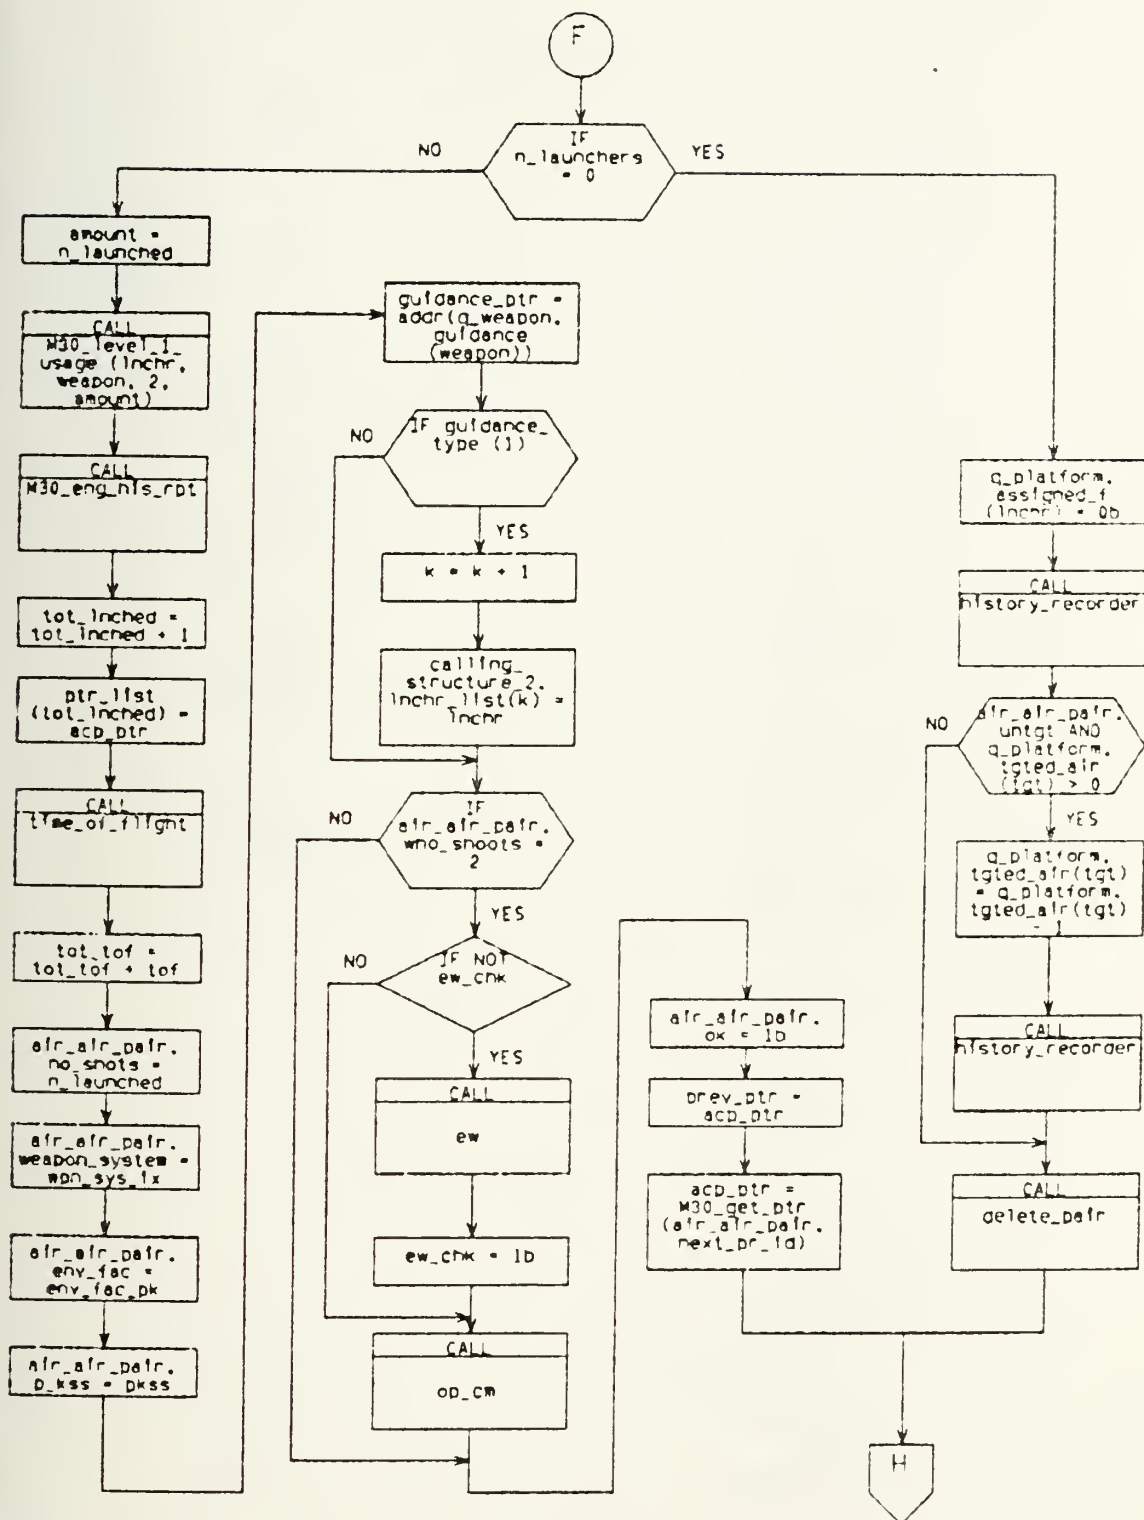 F
IF
n_launchers
= 0
NO
YES
amount =
n_launched
CALL
M30_level_1_
usage (lnchr,
weapon, 2,
amount)
CALL
M30_eng_his_rpt
tot_lnched =
tot_lnched + 1
ptr_list
(tot_lnched) =
acp_ptr
CALL
time_of_flight
tot_tof =
tot_tof + tof
air_air_pair.
no_shots =
n_launched
air_air_pair.
weapon_system =
wpn_sys_ix
air_air_pair.
env_fac =
env_fac_pk
air_air_pair.
p_kss = pkss
guidance_ptr =
addr(q_weapon.
guidance
(weapon))
IF guidance_
type (1)
NO
YES
k = k + 1
calling_
structure_2.
lnchr_list(k) =
lnchr
IF
air_air_pair.
who_shoots =
2
NO
YES
IF NOT
ew_chk
NO
YES
CALL
ew
ew_chk = 1b
CALL
op_cm
air_air_pair.
ok = 1b
prev_ptr =
acp_ptr
acp_ptr =
M30_get_ptr
(air_air_pair.
next_pr_id)
q_platform.
assigned_f
(lnchr) = 0b
CALL
history_recorder
air_air_pair.
untgt AND
q_platform.
tgted_air
(tgt) > 0
NO
YES
q_platform.
tgted_air(tgt)
= q_platform.
tgted_air(tgt)
- 1
CALL
history_recorder
CALL
delete_pair
H